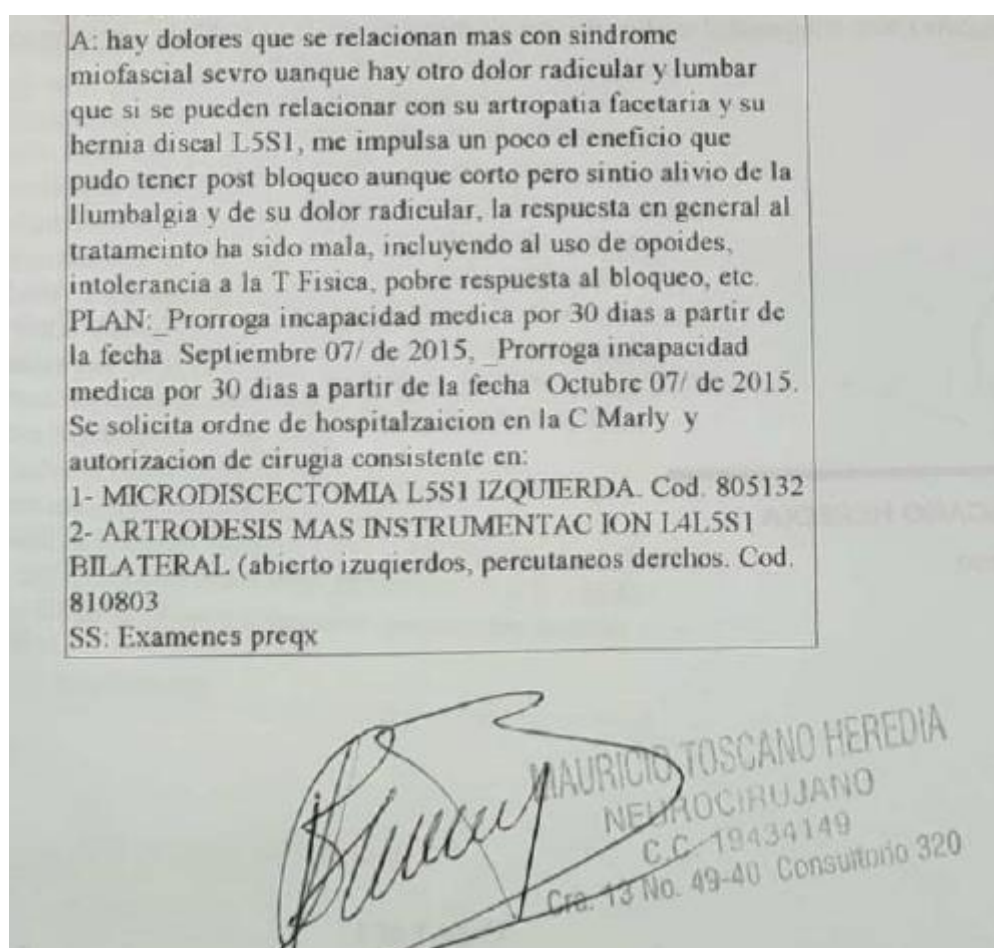 A: hay dolores que se relacionan mas con sindrome
miofascial sevro uanque hay otro dolor radicular y lumbar
que si se pueden relacionar con su artropatia facetaria y su
hernia discal L5S1, me impulsa un poco el eneficio que
pudo tener post bloqueo aunque corto pero sintio alivio de la
llumbalgia y de su dolor radicular, la respuesta en general al
tratameinto ha sido mala, incluyendo al uso de opoides,
intolerancia a la T Fisica, pobre respuesta al bloqueo, etc.
PLAN:_Prorroga incapacidad medica por 30 dias a partir de
la fecha Septiembre 07/ de 2015, _Prorroga incapacidad
medica por 30 dias a partir de la fecha Octubre 07/ de 2015.
Se solicita ordne de hospitalzaicion en la C Marly y
autorizacion de cirugia consistente en:
1- MICRODISCECTOMIA L5S1 IZQUIERDA. Cod. 805132
2- ARTRODESIS MAS INSTRUMENTAC ION L4L5S1
BILATERAL (abierto izuqierdos, percutaneos derchos. Cod.
810803
SS: Examenes preqx
MAURICIO TOSCANO HEREDIA
NEUROCIRUJANO
C.C. 19434149
Cra. 13 No. 49-40 Consultorio 320